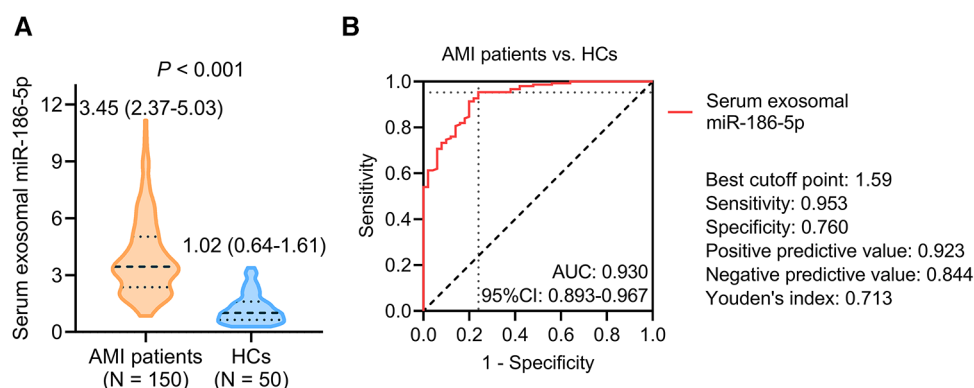 A
P < 0.001
Serum exosomal miR-186-5p
12
9
6
3
0
3.45 (2.37-5.03)
1.02 (0.64-1.61)
AMI patients
(N = 150)
HCs
(N = 50)
B
AMI patients vs. HCs
Sensitivity
1.0
0.8
0.6
0.4
0.2
0.0
AUC: 0.930
95%CI: 0.893-0.967
0.0 0.2 0.4 0.6 0.8 1.0
1 - Specificity
Serum exosomal
miR-186-5p
Best cutoff point: 1.59
Sensitivity: 0.953
Specificity: 0.760
Positive predictive value: 0.923
Negative predictive value: 0.844
Youden's index: 0.713